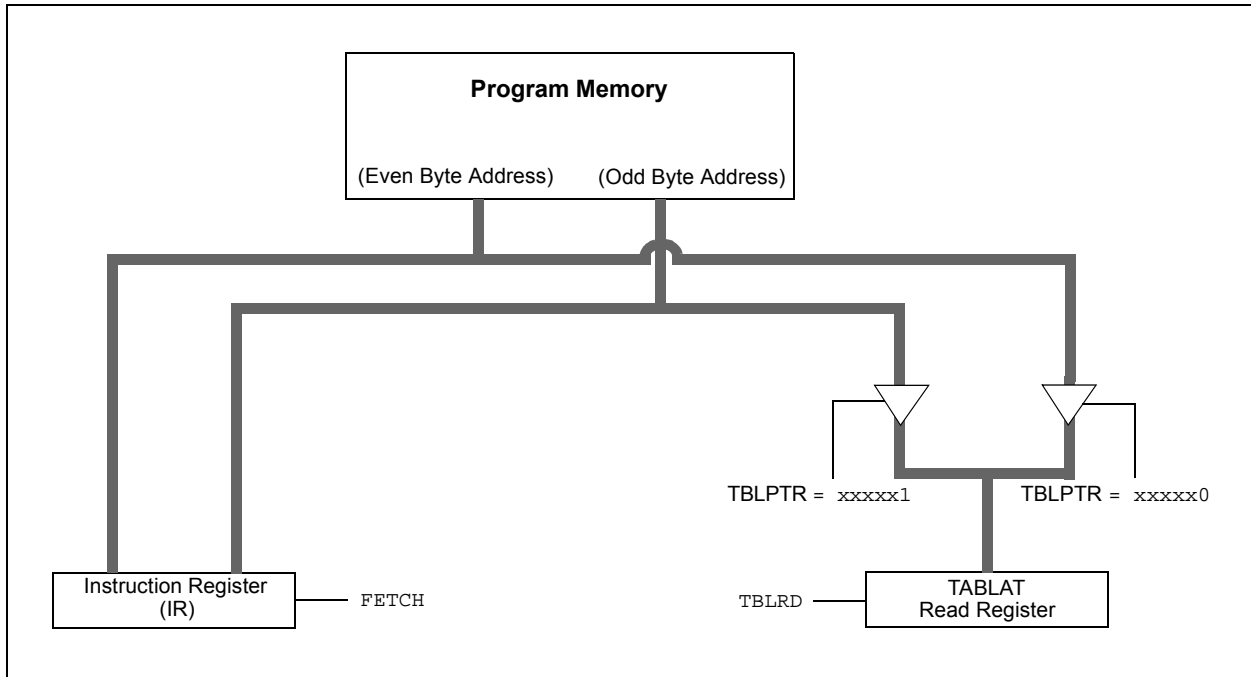 Program Memory
(Even Byte Address) (Odd Byte Address)
TBLPTR = xxxxx1 TBLPTR = xxxxx0
Instruction Register
(IR)
FETCH
TBLRD
TABLAT
Read Register